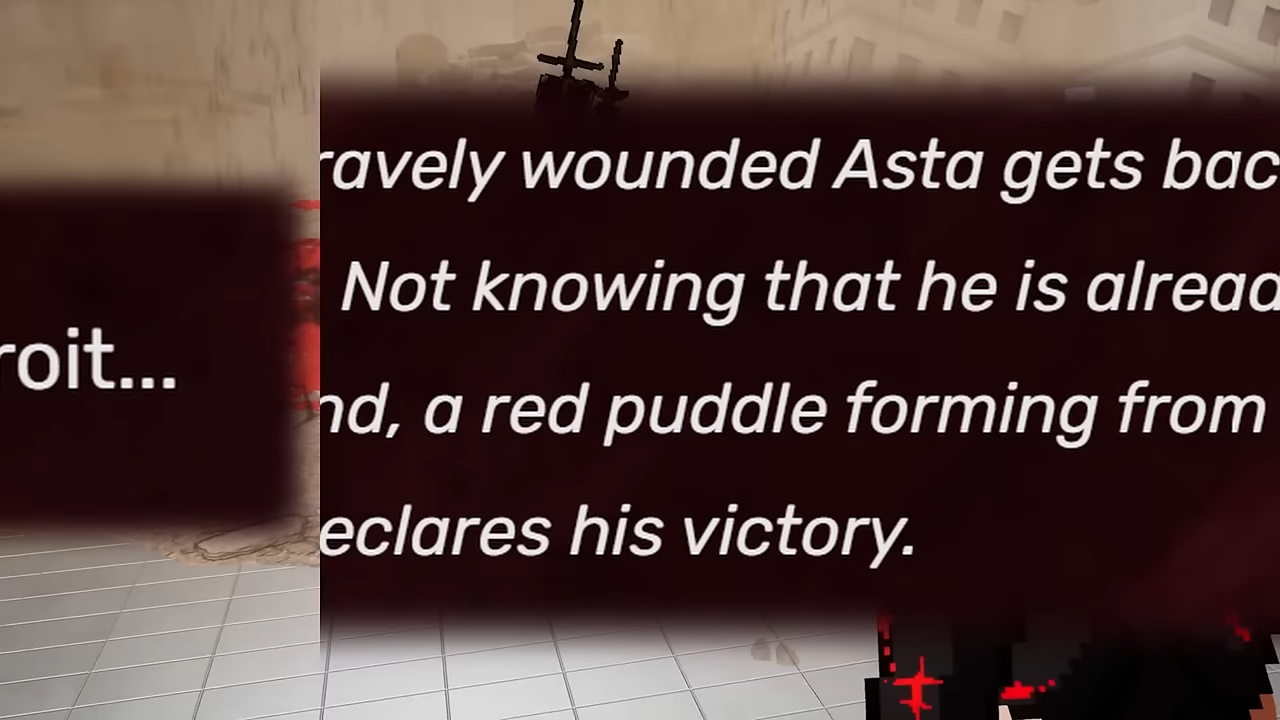 roit...
ravely wounded Asta gets bac
Not knowing that he is alread
nd, a red puddle forming from
eclares his victory.